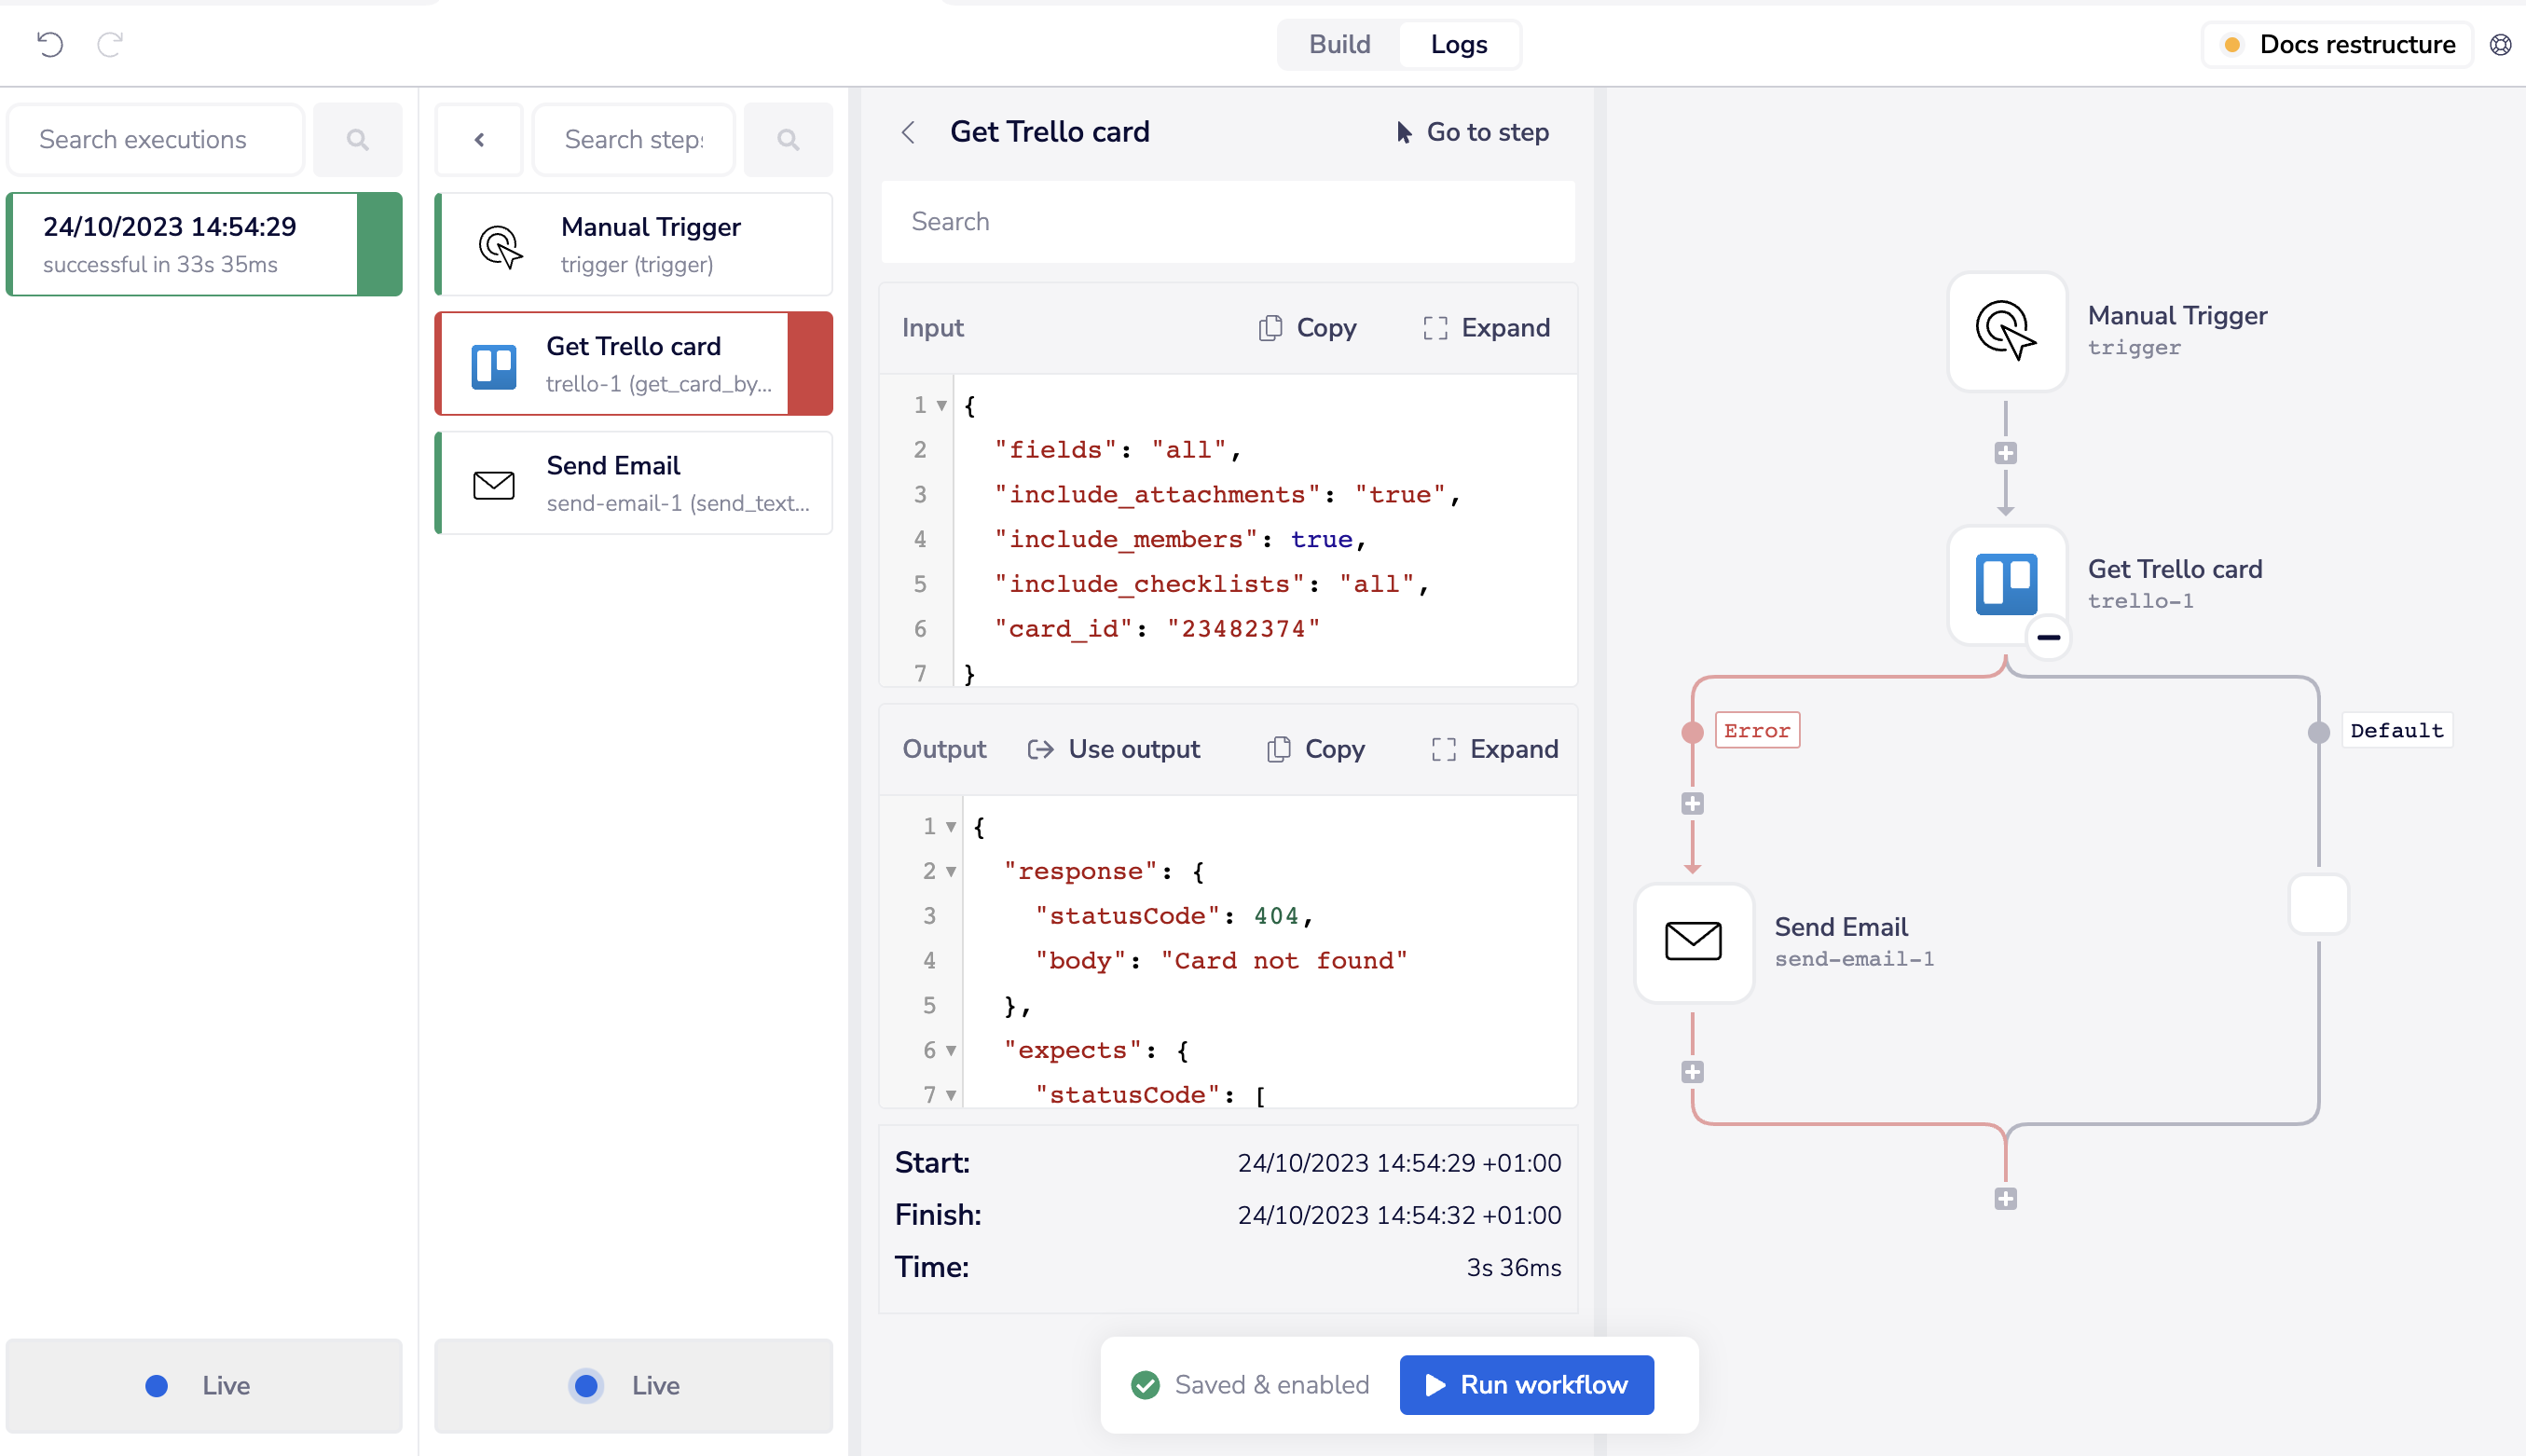 Build
Logs
Docs restructure
Search executions
24/10/2023 14:54:29
successful in 33s 35ms
Live
Search steps
Manual Trigger
trigger (trigger)
Get Trello card
trello-1 (get_card_by...
Send Email
send-email-1 (send_text...
Live
Get Trello card
Go to step
Search
Input
Copy
Expand
1 {
2 "fields": "all",
3 "include_attachments": "true",
4 "include_members": true,
5 "include_checklists": "all",
6 "card_id": "23482374"
7 }
Output
Use output
Copy
Expand
1 {
2 "response": {
3 "statusCode": 404,
4 "body": "Card not found"
5 },
6 "expects": {
7 "statusCode": [
Start: 24/10/2023 14:54:29 +01:00
Finish: 24/10/2023 14:54:32 +01:00
Time: 3s 36ms
Saved & enabled
Run workflow
Manual Trigger
trigger
Get Trello card
trello-1
Error
Default
Send Email
send-email-1